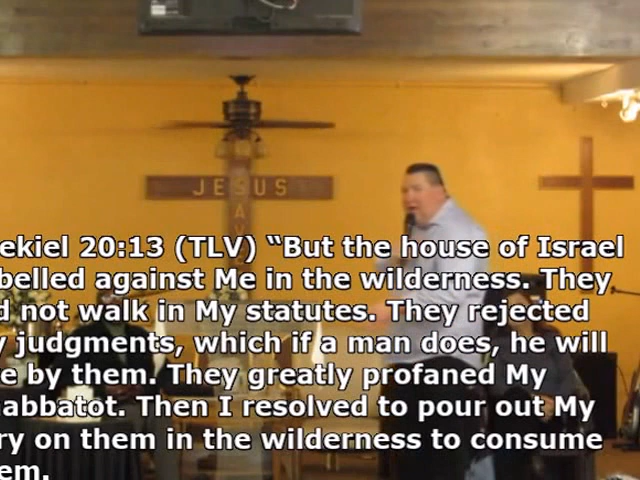 JESUS
SAV
ekiel 20:13 (TLV) “But the house of Israel
belled against Me in the wilderness. They
d not walk in My statutes. They rejected
y judgments, which if a man does, he will
e by them. They greatly profaned My
abbatot. Then I resolved to pour out My
ry on them in the wilderness to consume
em.